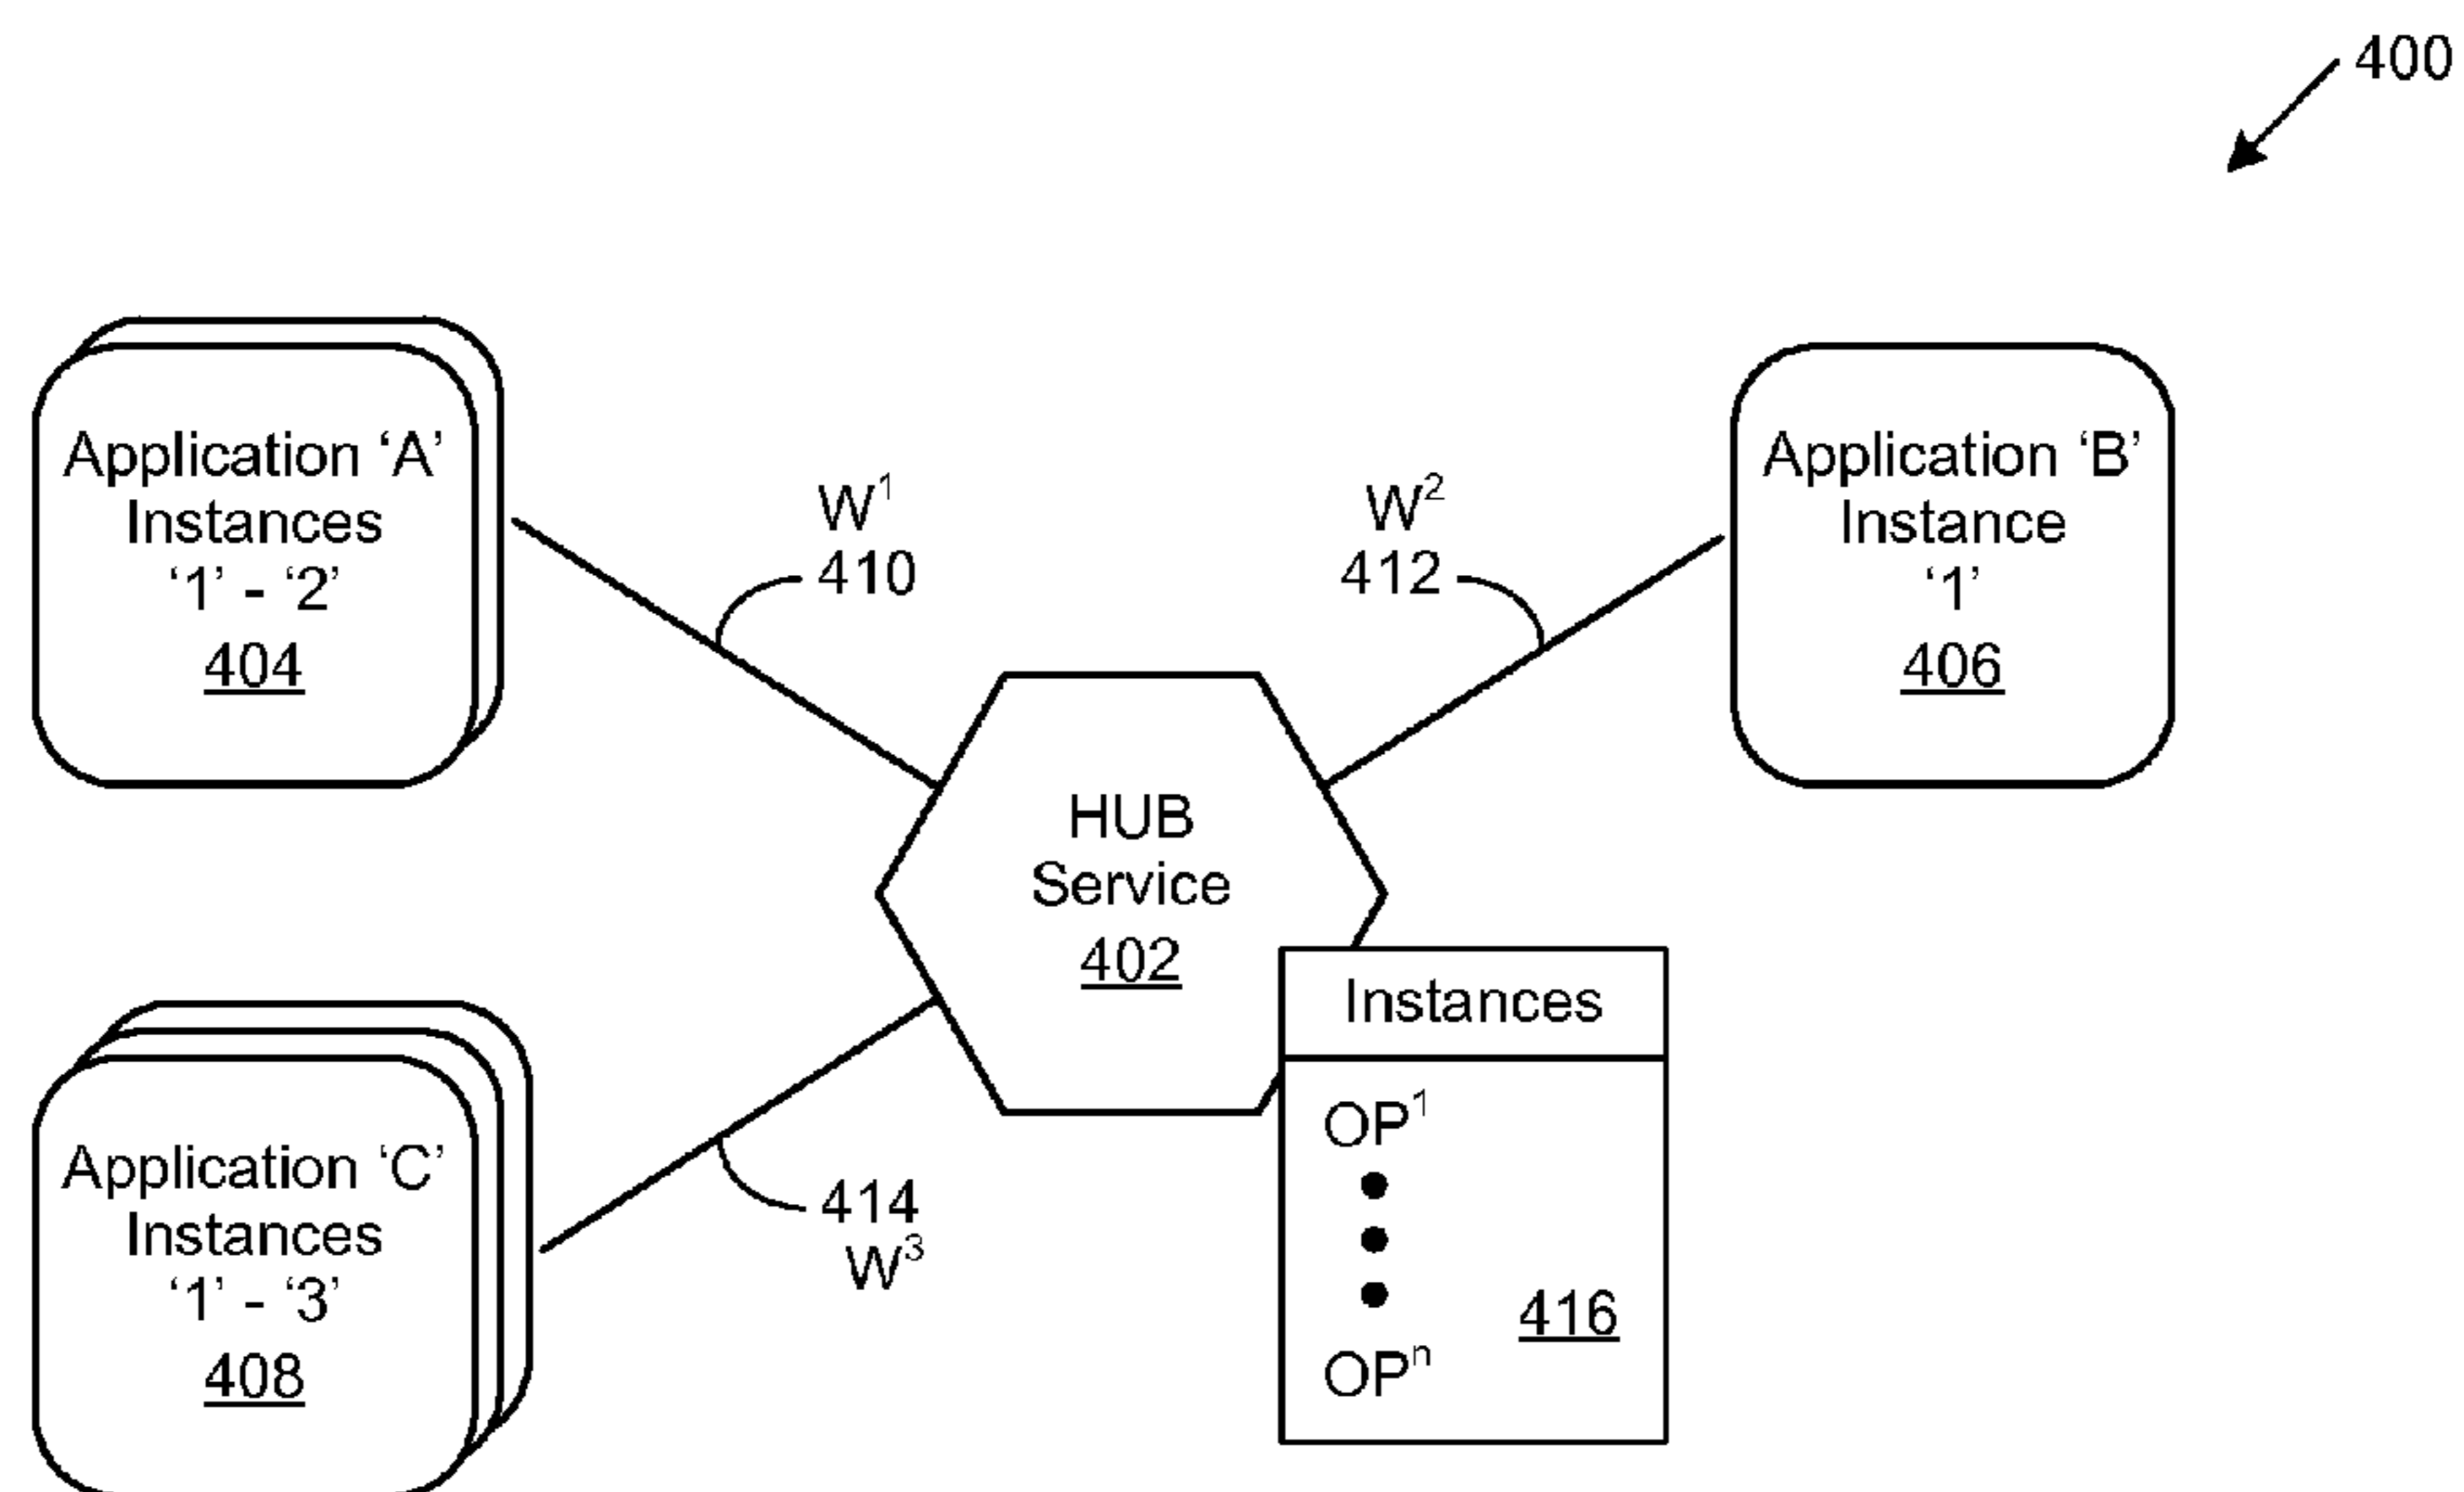 400
Application ‘A’
Instances
‘1’ - ‘2’
404
W¹
410
W²
412
Application ‘B’
Instance
‘1’
406
HUB
Service
402
Application ‘C’
Instances
‘1’ - ‘3’
408
414
W³
Instances
OP¹
416
OPⁿ